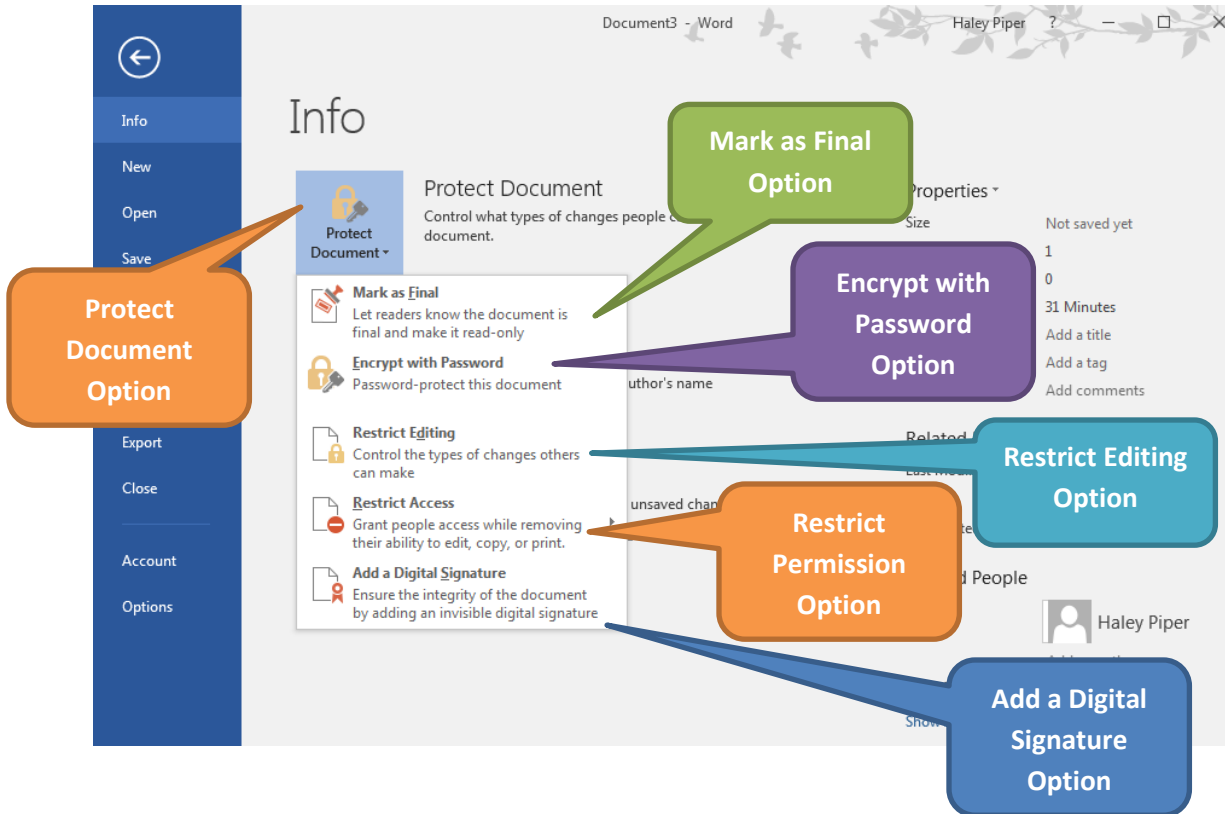 Document3 - Word
Haley Piper
?
Info
New
Open
Save
Export
Close
Account
Options
Info
Protect
Document
Protect Document
Control what types of changes people
document.
Mark as Final
Let readers know the document is
final and make it read-only
Encrypt with Password
Password-protect this document
Restrict Editing
Control the types of changes others
can make
Restrict Access
Grant people access while removing
their ability to edit, copy, or print.
Add a Digital Signature
Ensure the integrity of the document
by adding an invisible digital signature
author's name
unsaved
Properties
Size
Not saved yet
1
0
31 Minutes
Add a title
Add a tag
Add comments
Related
People
Haley Piper
Show
Protect
Document
Option
Mark as Final
Option
Encrypt with
Password
Option
Restrict Editing
Option
Restrict
Permission
Option
Add a Digital
Signature
Option